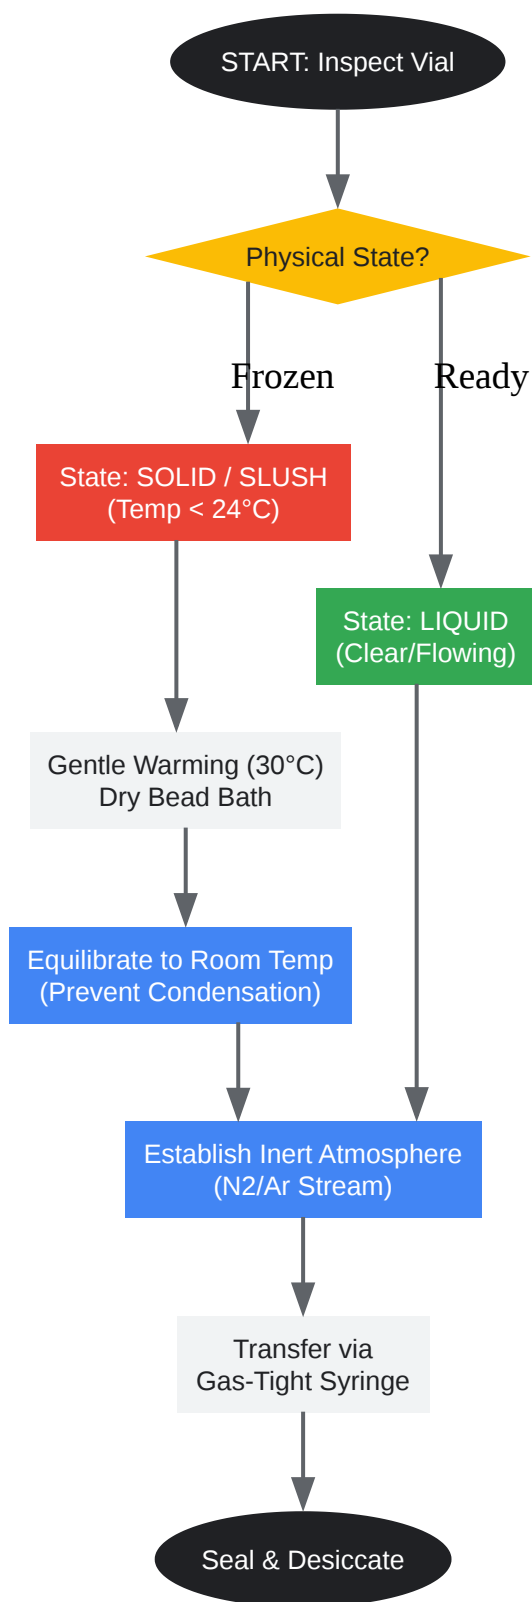 START: Inspect Vial
Physical State?
Frozen
Ready
State: SOLID / SLUSH
(Temp < 24°C)
State: LIQUID
(Clear/Flowing)
Gentle Warming (30°C)
Dry Bead Bath
Equilibrate to Room Temp
(Prevent Condensation)
Establish Inert Atmosphere
(N2/Ar Stream)
Transfer via
Gas-Tight Syringe
Seal & Desiccate